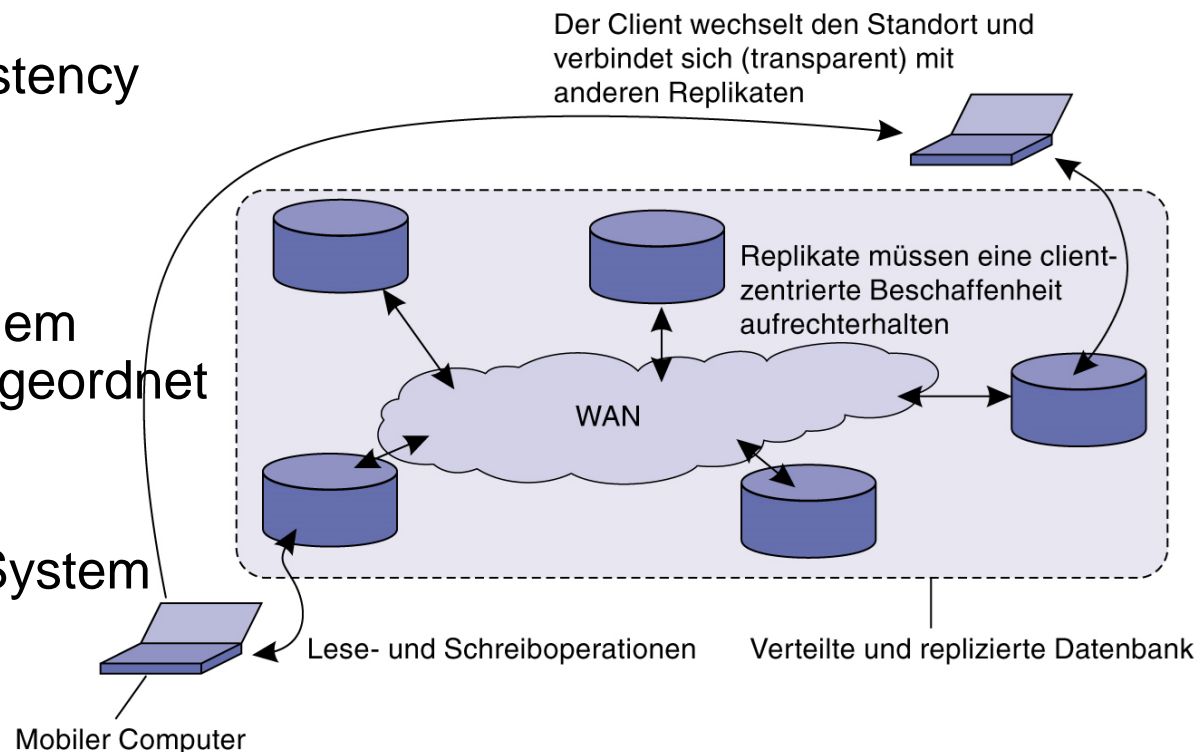 Der Client wechselt den Standort und
verbindet sich (transparent) mit
anderen Replikaten
stency
Replikate müssen eine client-
zentrierte Beschaffenheit
aufrechterhalten
em
geordnet
WAN
System
Lese- und Schreiboperationen
Verteilte und replizierte Datenbank
Mobiler Computer